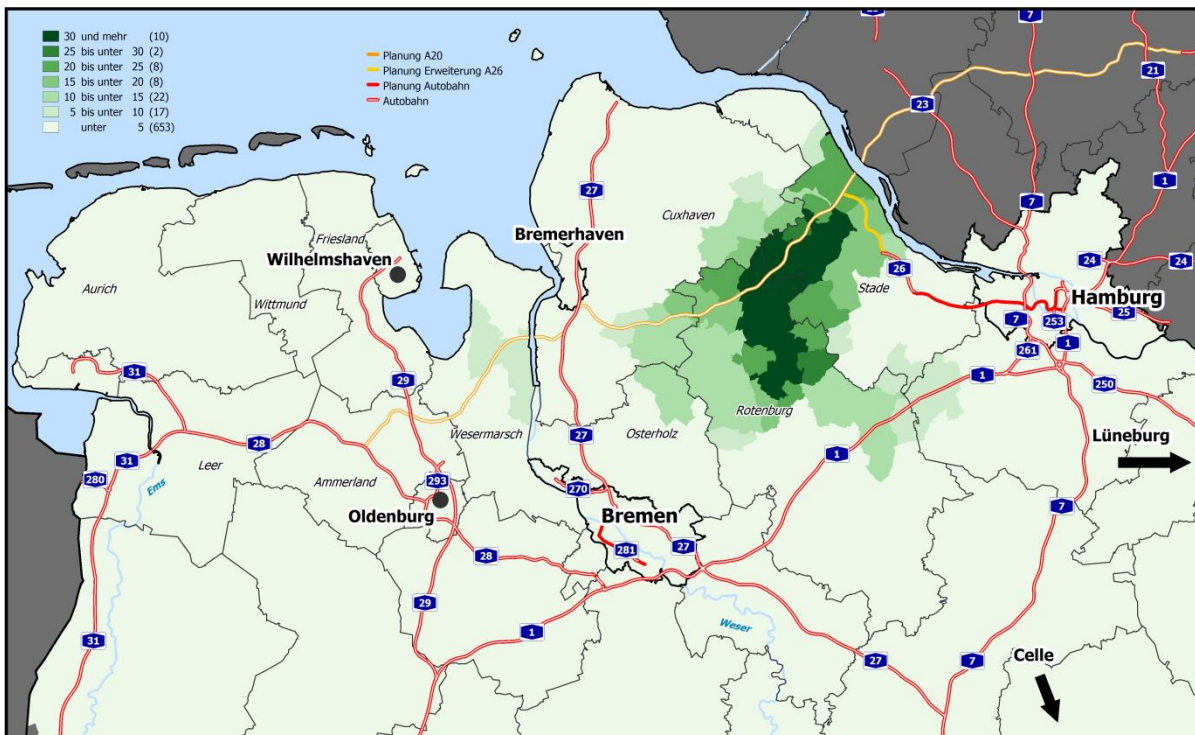 30 und mehr (10)
25 bis unter 30 (2)
20 bis unter 25 (8)
15 bis unter 20 (8)
10 bis unter 15 (22)
5 bis unter 10 (17)
unter 5 (653)
Planung A20
Planung Erweiterung A26
Planung Autobahn
Autobahn
7
21
23
1
27
Cuxhaven
7
Friesland
Bremerhaven
Wilhelmshaven
24
24
26
Aurich
Wittmund
Stade
Hamburg
25
7
253
1
261
31
29
1
250
Rotenburg
Wesermarsch
27
Osterholz
Lüneburg
28
31
Leer
280
Ems
Ammerland
293
270
7
Oldenburg
Bremen
28
281
27
29
Weser
1
31
Celle
27
7